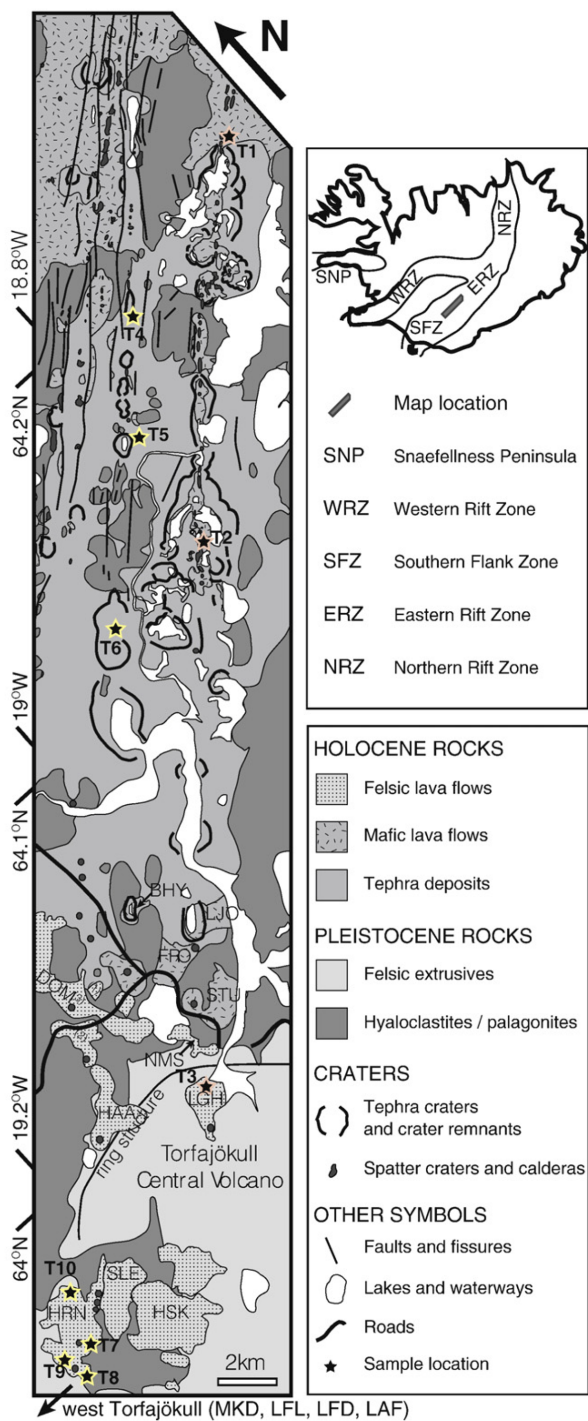 N
T1
18.8°W
T4
64.2°N
T5
T2
T6
19°W
64.1°N
BHY
LJO
FRO
DOM
STU
NMS
T3
LGH
19.2°W
HAA
ring structure
Torfajökull
Central Volcano
64°N
T10
SLE
HRN
HSK
T7
T9
T8
2km
west Torfajökull (MKD, LFL, LFD, LAF)
NRZ
SNP
WRZ
ERZ
SFZ
Map location
SNP Snaefellness Peninsula
WRZ Western Rift Zone
SFZ Southern Flank Zone
ERZ Eastern Rift Zone
NRZ Northern Rift Zone
HOLOCENE ROCKS
Felsic lava flows
Mafic lava flows
Tephra deposits
PLEISTOCENE ROCKS
Felsic extrusives
Hyaloclastites / palagonites
CRATERS
Tephra craters
and crater remnants
Spatter craters and calderas
OTHER SYMBOLS
Faults and fissures
Lakes and waterways
Roads
Sample location